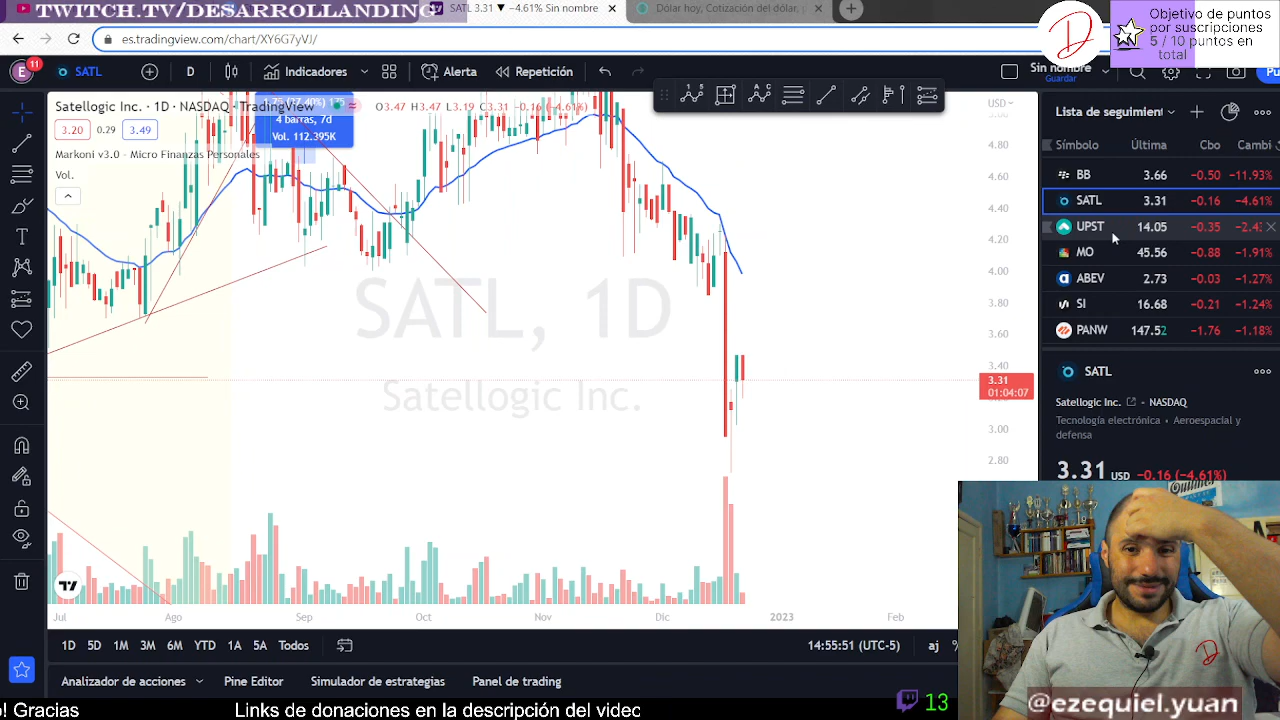 TWITCH.TV/DESARROLLANDING
SATL 3.31 ▼ −4.61% Sin nombre
Dólar hoy, Cotización del dólar,
es.tradingview.com/chart/XY6G7yVJ/
Objetivo de puntos
por suscripciones
5 / 10 puntos en
total
E
11
SATL
D
Indicadores
Alerta
Repetición
Sin nombre
Guardar
Satellogic Inc. · 1D · NASDAQ · TradingView
O3.47 H3.47 L3.19 C3.31 −0.16 (−4.61%)
3.20
0.29
3.49
4 barras, 7d
Vol. 112.395K
Markoni v3.0 - Micro Finanzas Personales
Vol.
SATL, 1D
Satellogic Inc.
USD
4.80
4.60
4.40
4.20
4.00
3.80
3.60
3.40
3.31
01:04:07
3.00
2.80
Lista de seguimien
Símbolo Última Cbo Cambi
BB 3.66 −0.50 −11.93%
SATL 3.31 −0.16 −4.61%
UPST 14.05 −0.35 −2.43
MO 45.56 −0.88 −1.91%
ABEV 2.73 −0.03 −1.27%
SI 16.68 −0.21 −1.24%
PANW 147.52 −1.76 −1.18%
SATL
Satellogic Inc. • NASDAQ
Tecnología electrónica • Aeroespacial y
defensa
3.31 USD −0.16 (−4.61%)
Jul Ago Sep Oct Nov Dic 2023 Feb
1D 5D 1M 3M 6M YTD 1A 5A Todos
14:55:51 (UTC-5)
aj
%
Analizador de acciones Pine Editor Simulador de estrategias Panel de trading
o! Gracias
Links de donaciones en la descripción del video
13
@ezequiel.yuan